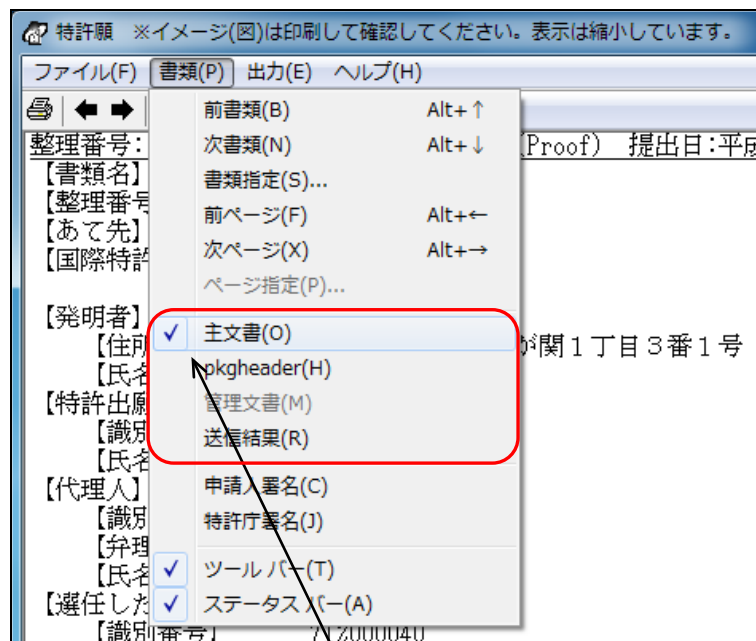 特許願 ※イメージ(図)は印刷して確認してください。表示は縮小しています。
ファイル(F) 書類(P) 出力(E) ヘルプ(H)
整理番号: (Proof) 提出日:平成
【書類名】
【整理番号
【あて先】
【国際特許
【発明者】
【住所 が関1丁目3番1号
【氏名
【特許出願
【識別
【氏名
【代理人】
【識別
【弁理
【氏名
【選任した
【識別番号】 712000040
前書類(B) Alt+↑
次書類(N) Alt+↓
書類指定(S)...
前ページ(F) Alt+←
次ページ(X) Alt+→
ページ指定(P)...
主文書(O)
pkgheader(H)
管理文書(M)
送信結果(R)
申請人署名(C)
特許庁署名(J)
ツール バー(T)
ステータス バー(A)